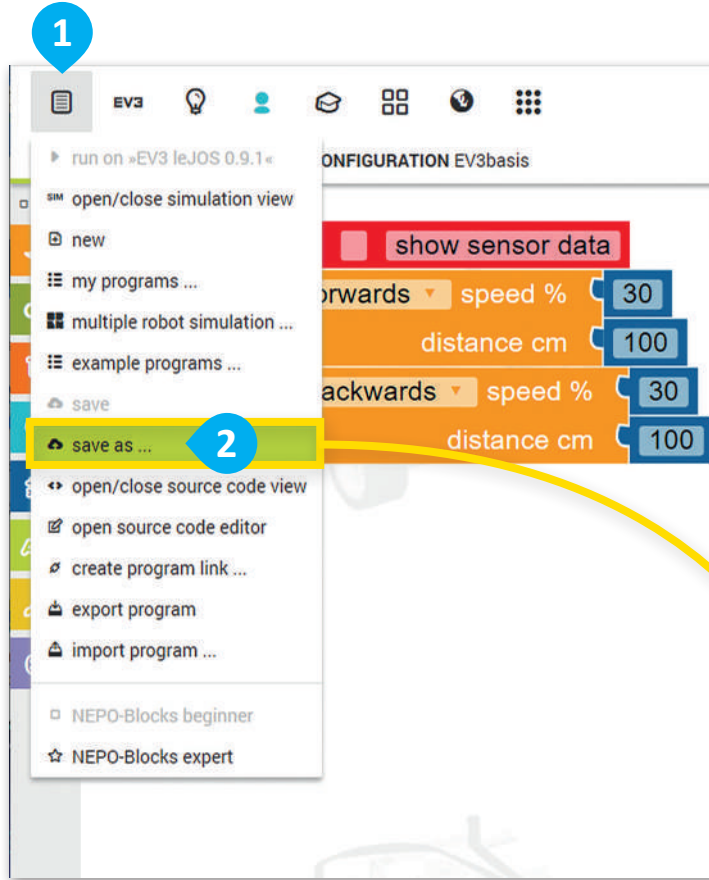 1
EV3
run on »EV3 leJOS 0.9.1«
ONFIGURATION EV3basis
SIM open/close simulation view
new
show sensor data
my programs ...
orwards speed % 30
multiple robot simulation ...
distance cm 100
example programs ...
ackwards speed % 30
save
save as ... 2
distance cm 100
open/close source code view
open source code editor
create program link ...
export program
import program ...
NEPO-Blocks beginner
NEPO-Blocks expert